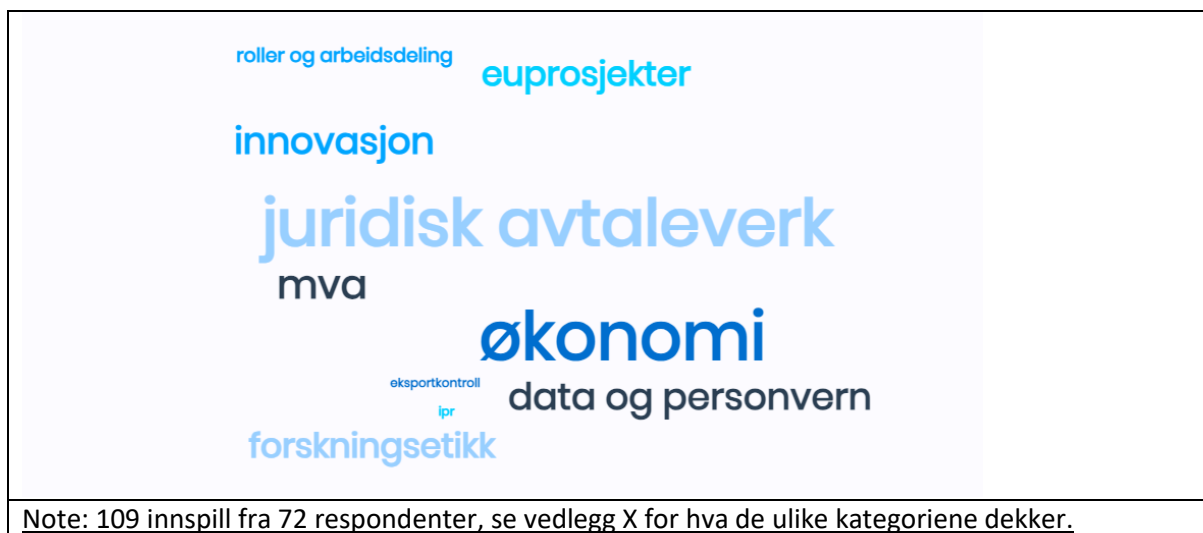 roller og arbeidsdeling
euprosjekter
innovasjon
juridisk avtaleverk
mva
økonomi
eksportkontroll
data og personvern
ipr
forskningsetikk
Note: 109 innspill fra 72 respondenter, se vedlegg X for hva de ulike kategoriene dekker.